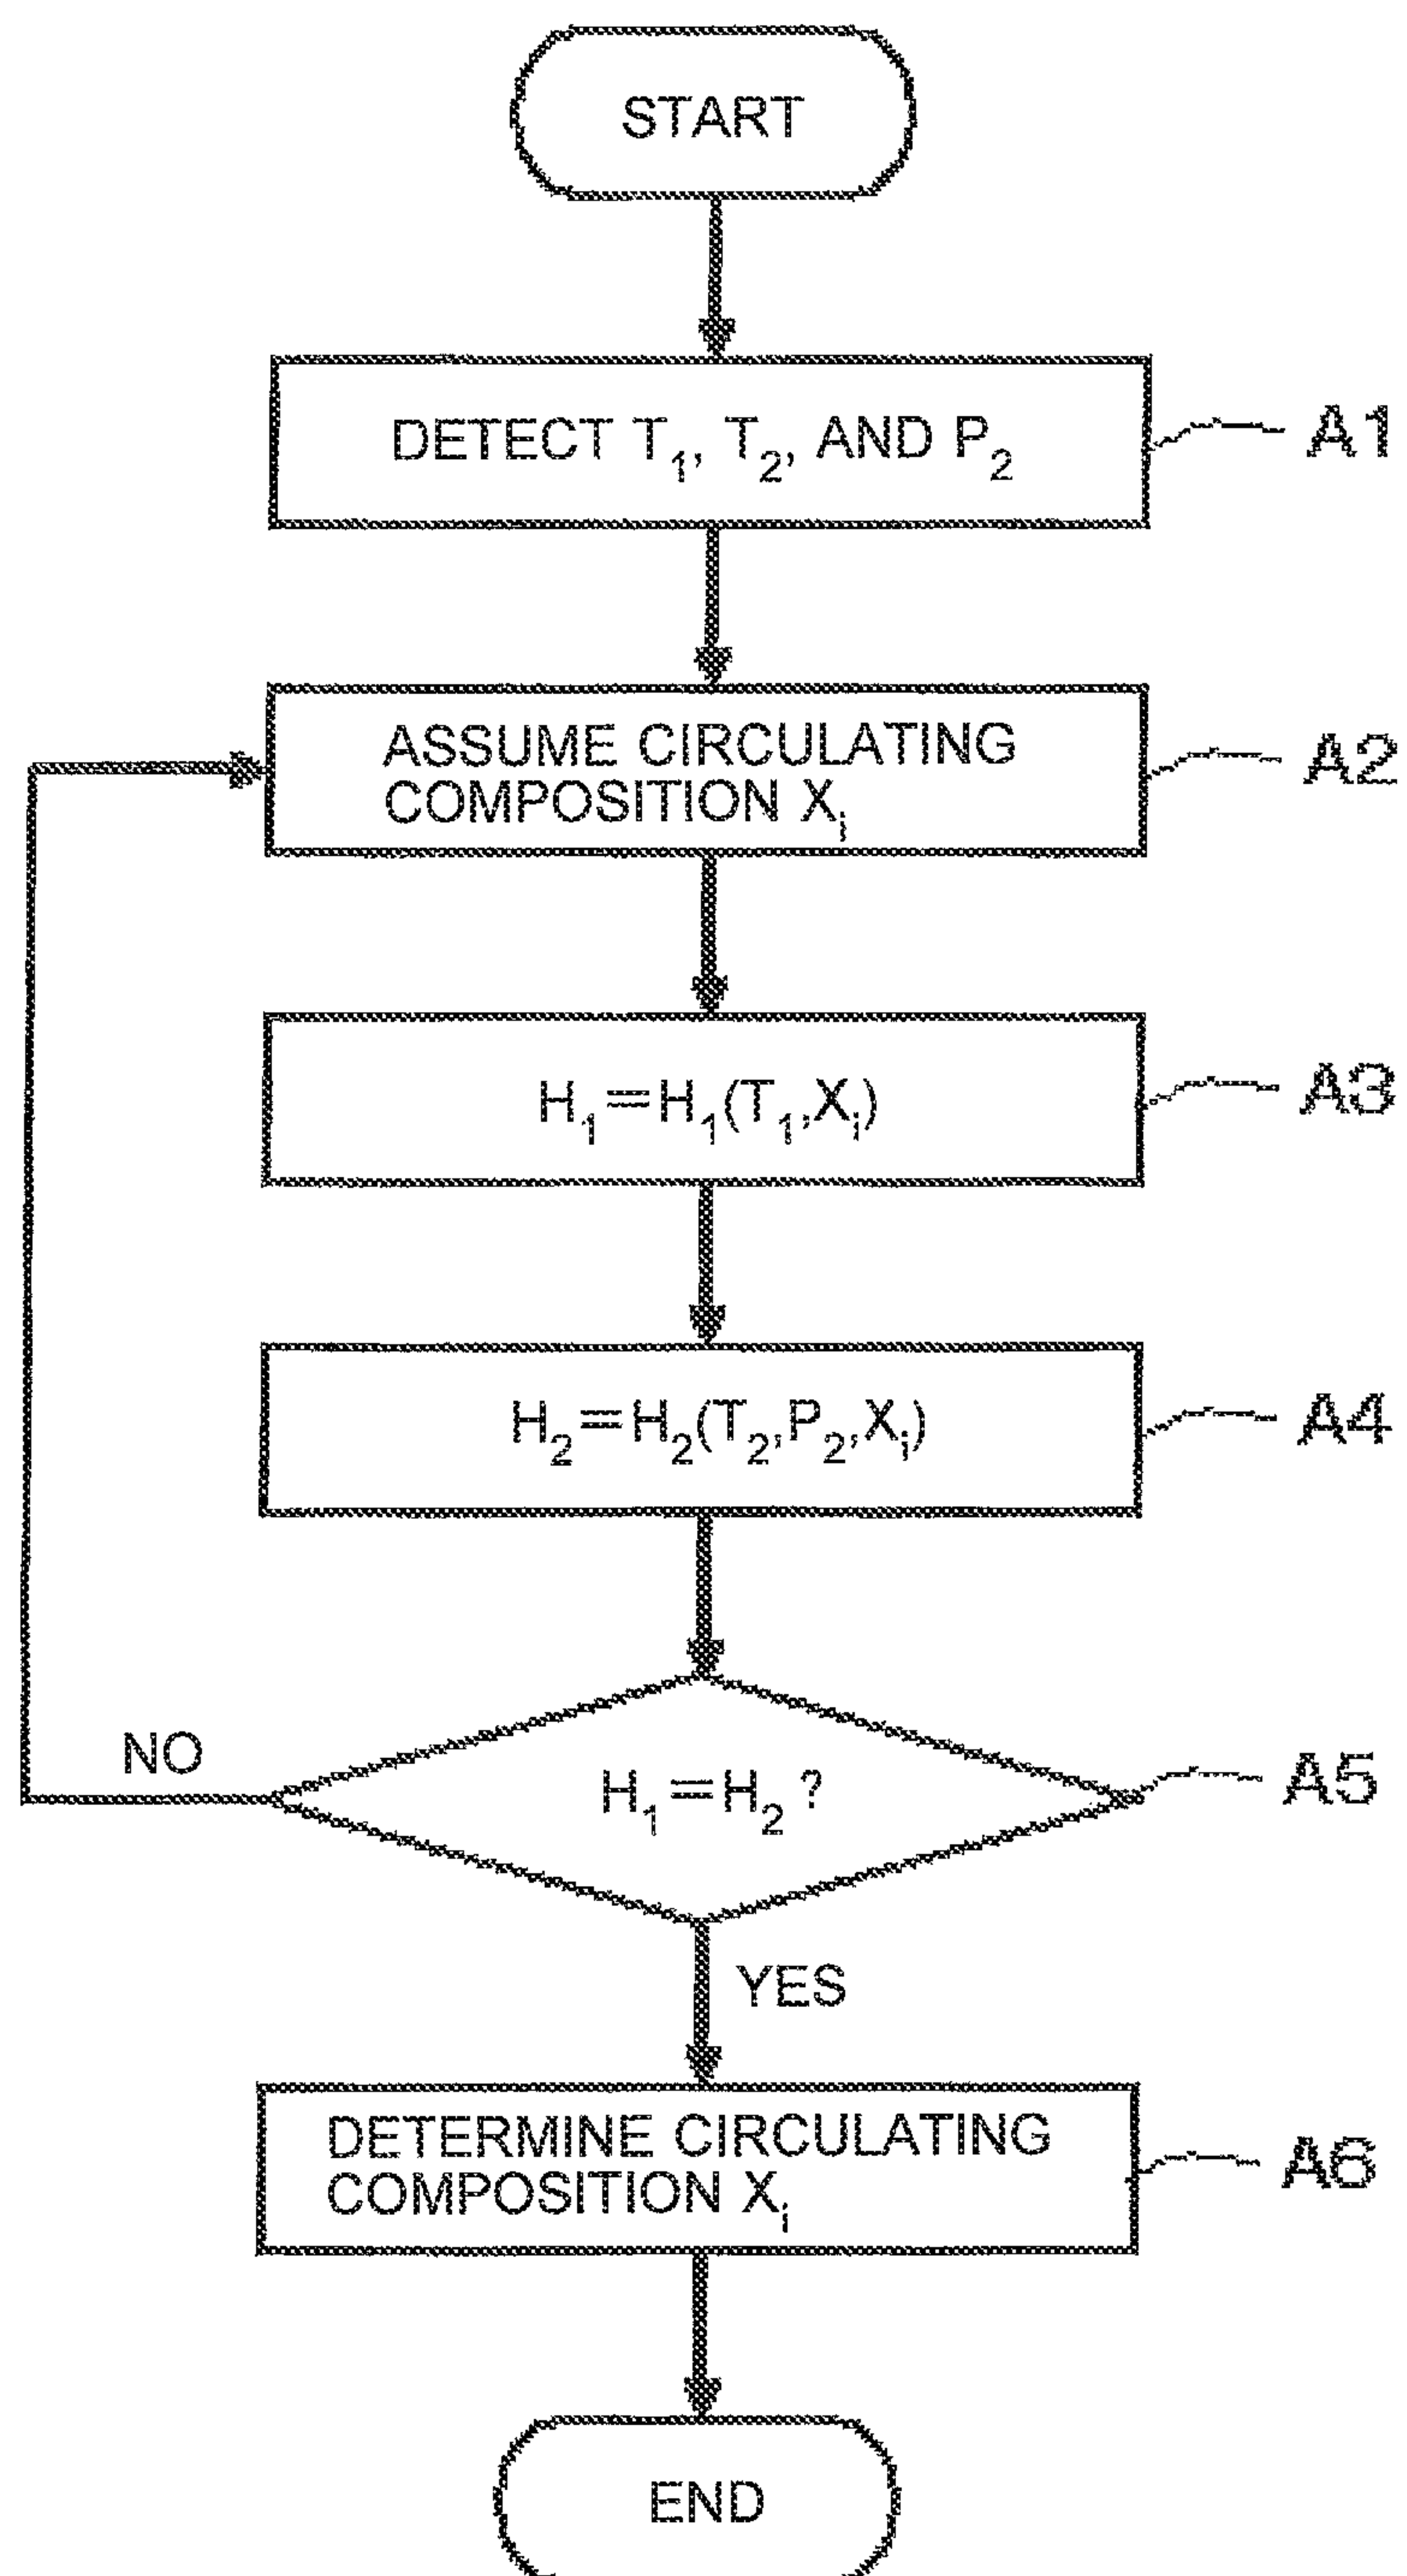 START
DETECT T₁, T₂, AND P₂
A1
ASSUME CIRCULATING
COMPOSITION Xᵢ
A2
H₁=H₁(T₁,Xᵢ)
A3
H₂=H₂(T₂,P₂,Xᵢ)
A4
NO
H₁=H₂ ?
A5
YES
DETERMINE CIRCULATING
COMPOSITION Xᵢ
A6
END